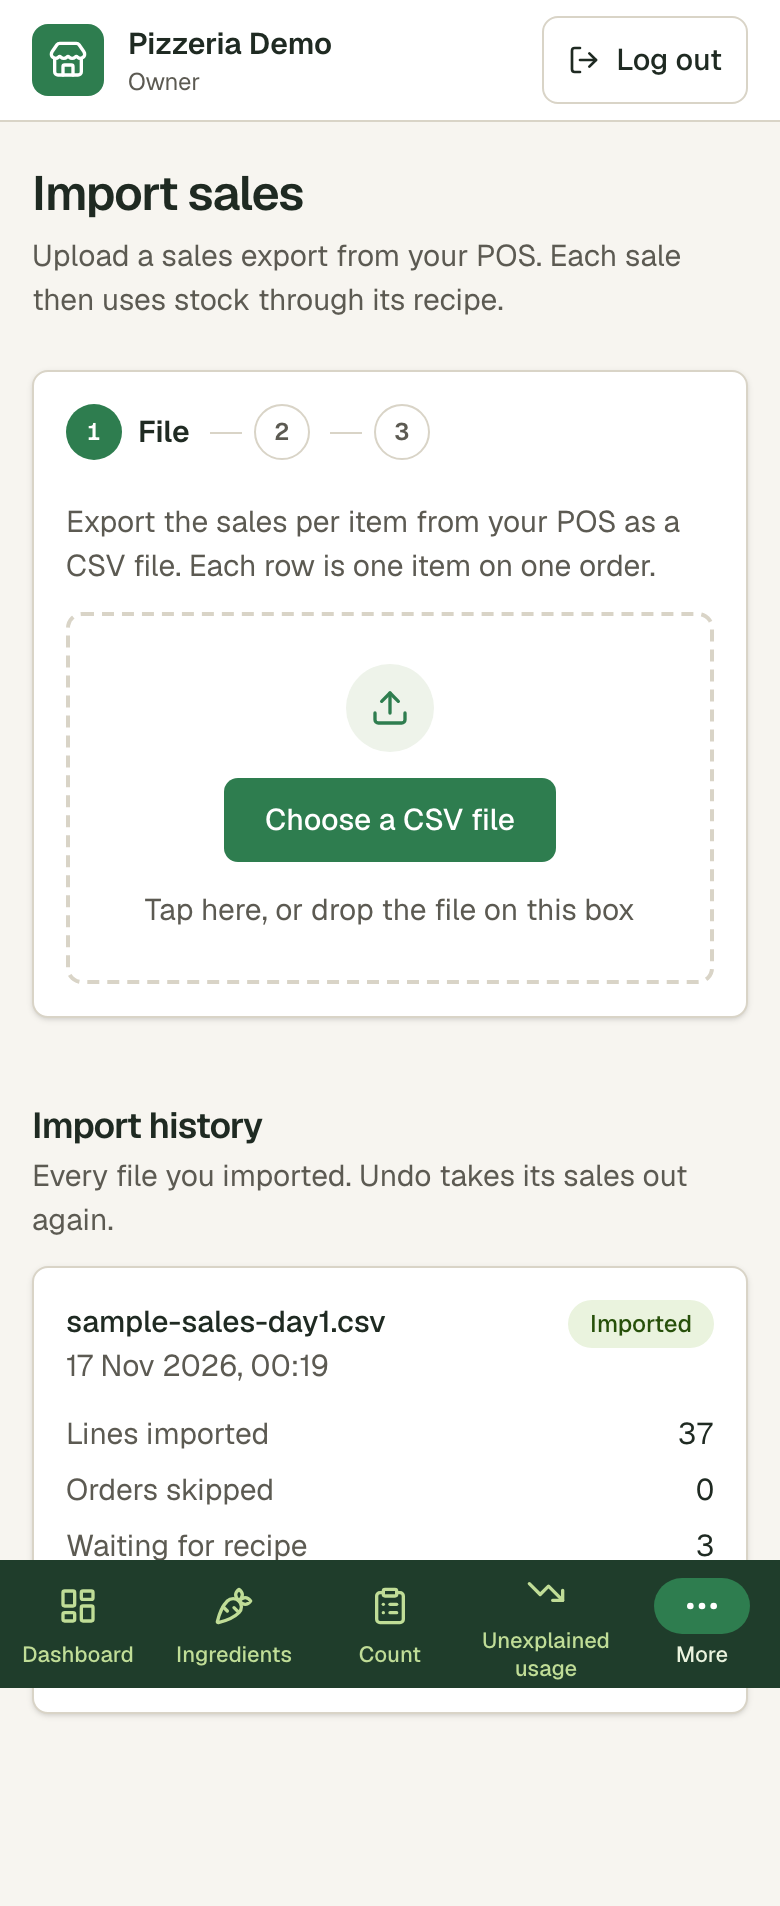 Pizzeria Demo
Owner
Log out
Import sales
Upload a sales export from your POS. Each sale
then uses stock through its recipe.
1 File 2 3
Export the sales per item from your POS as a
CSV file. Each row is one item on one order.
Choose a CSV file
Tap here, or drop the file on this box
Import history
Every file you imported. Undo takes its sales out
again.
sample-sales-day1.csv
Imported
17 Nov 2026, 00:19
Lines imported 37
Orders skipped 0
Waiting for recipe 3
Dashboard
Ingredients
Count
Unexplained
usage
More